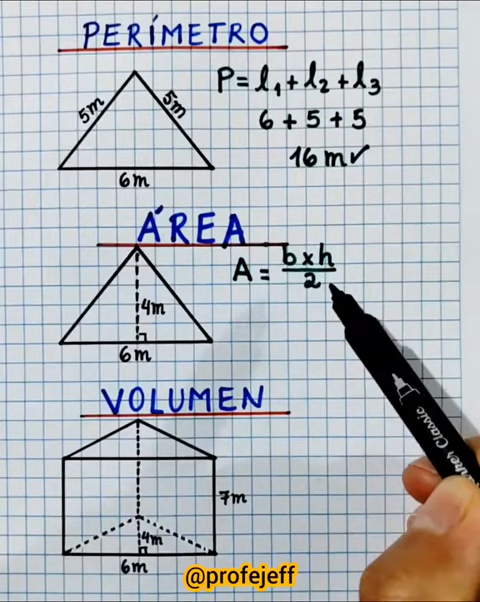 PERÍMETRO
5m
5m
6m
P = l₁ + l₂ + l₃
6 + 5 + 5
16 m ✓
ÁREA
4m
6m
A = b x h
2
VOLUMEN
7m
4m
6m
Classic
@profejeff